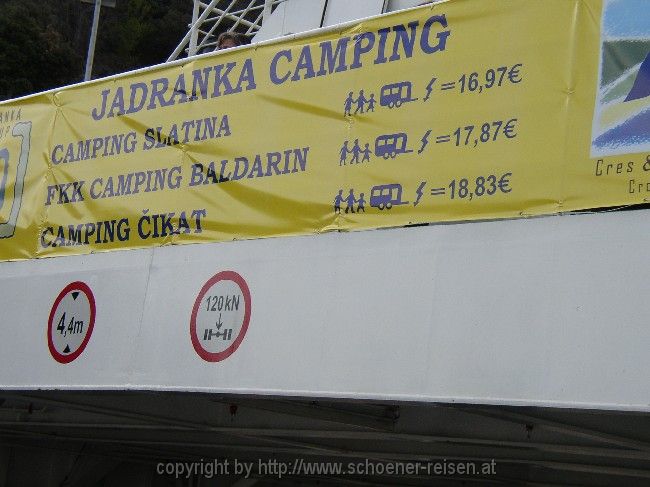 JADRANKA CAMPING
CAMPING SLATINA =16,97€
FKK CAMPING BALDARIN =17,87€
CAMPING ČIKAT =18,83€
Cres &
4,4m
120kN
copyright by http://www.schoener-reisen.at